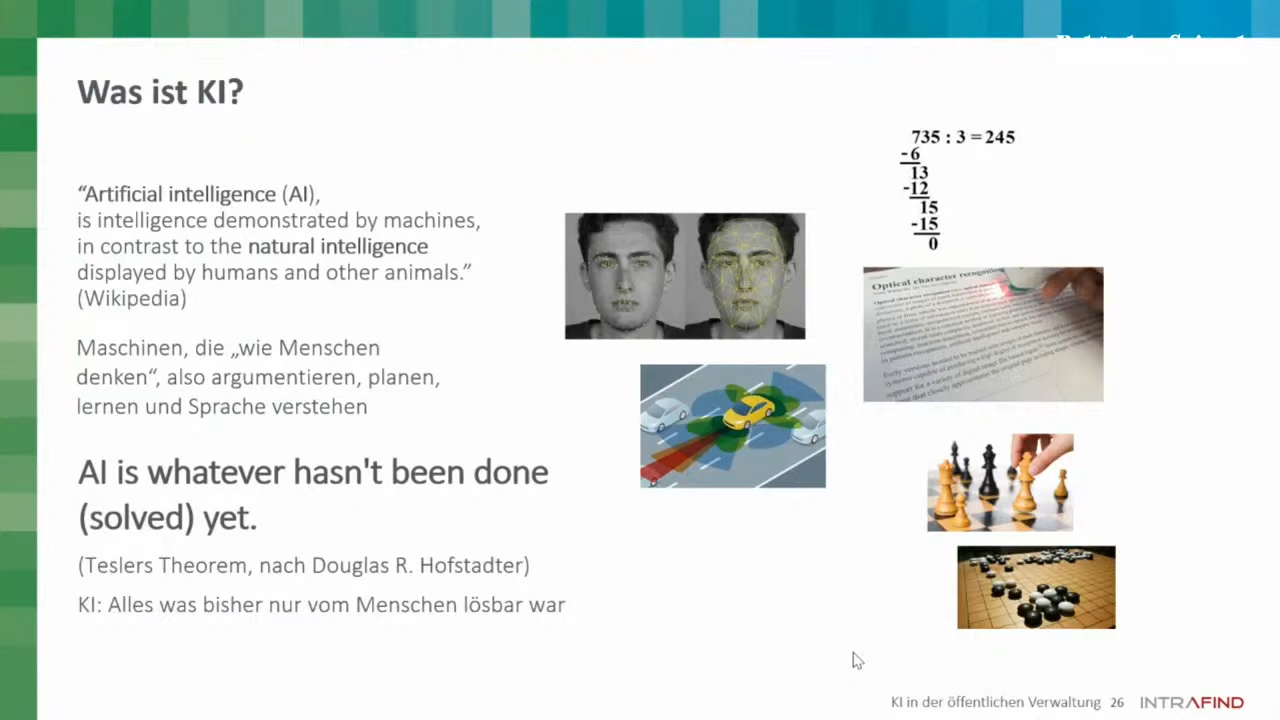 Was ist KI?
“Artificial intelligence (AI),
is intelligence demonstrated by machines,
in contrast to the natural intelligence
displayed by humans and other animals.”
(Wikipedia)
Maschinen, die „wie Menschen
denken“, also argumentieren, planen,
lernen und Sprache verstehen
AI is whatever hasn't been done
(solved) yet.
(Teslers Theorem, nach Douglas R. Hofstadter)
KI: Alles was bisher nur vom Menschen lösbar war
735 : 3 = 245
-6
13
-12
15
-15
0
Optical character recognition
KI in der öffentlichen Verwaltung 26 INTRAFIND